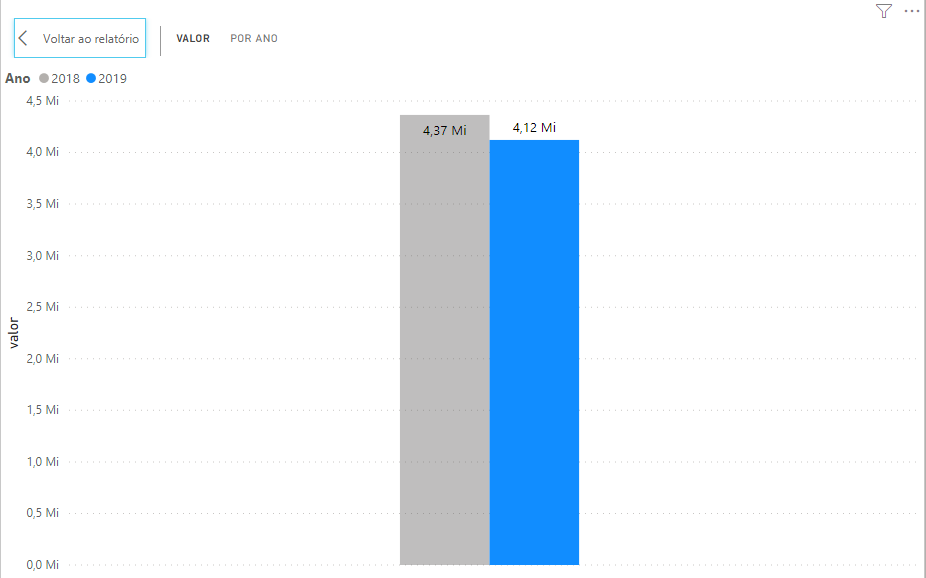 Voltar ao relatório
VALOR
POR ANO
Ano 2018 2019
4,5 Mi
4,0 Mi
3,5 Mi
3,0 Mi
2,5 Mi
2,0 Mi
1,5 Mi
1,0 Mi
0,5 Mi
0,0 Mi
valor
4,37 Mi
4,12 Mi